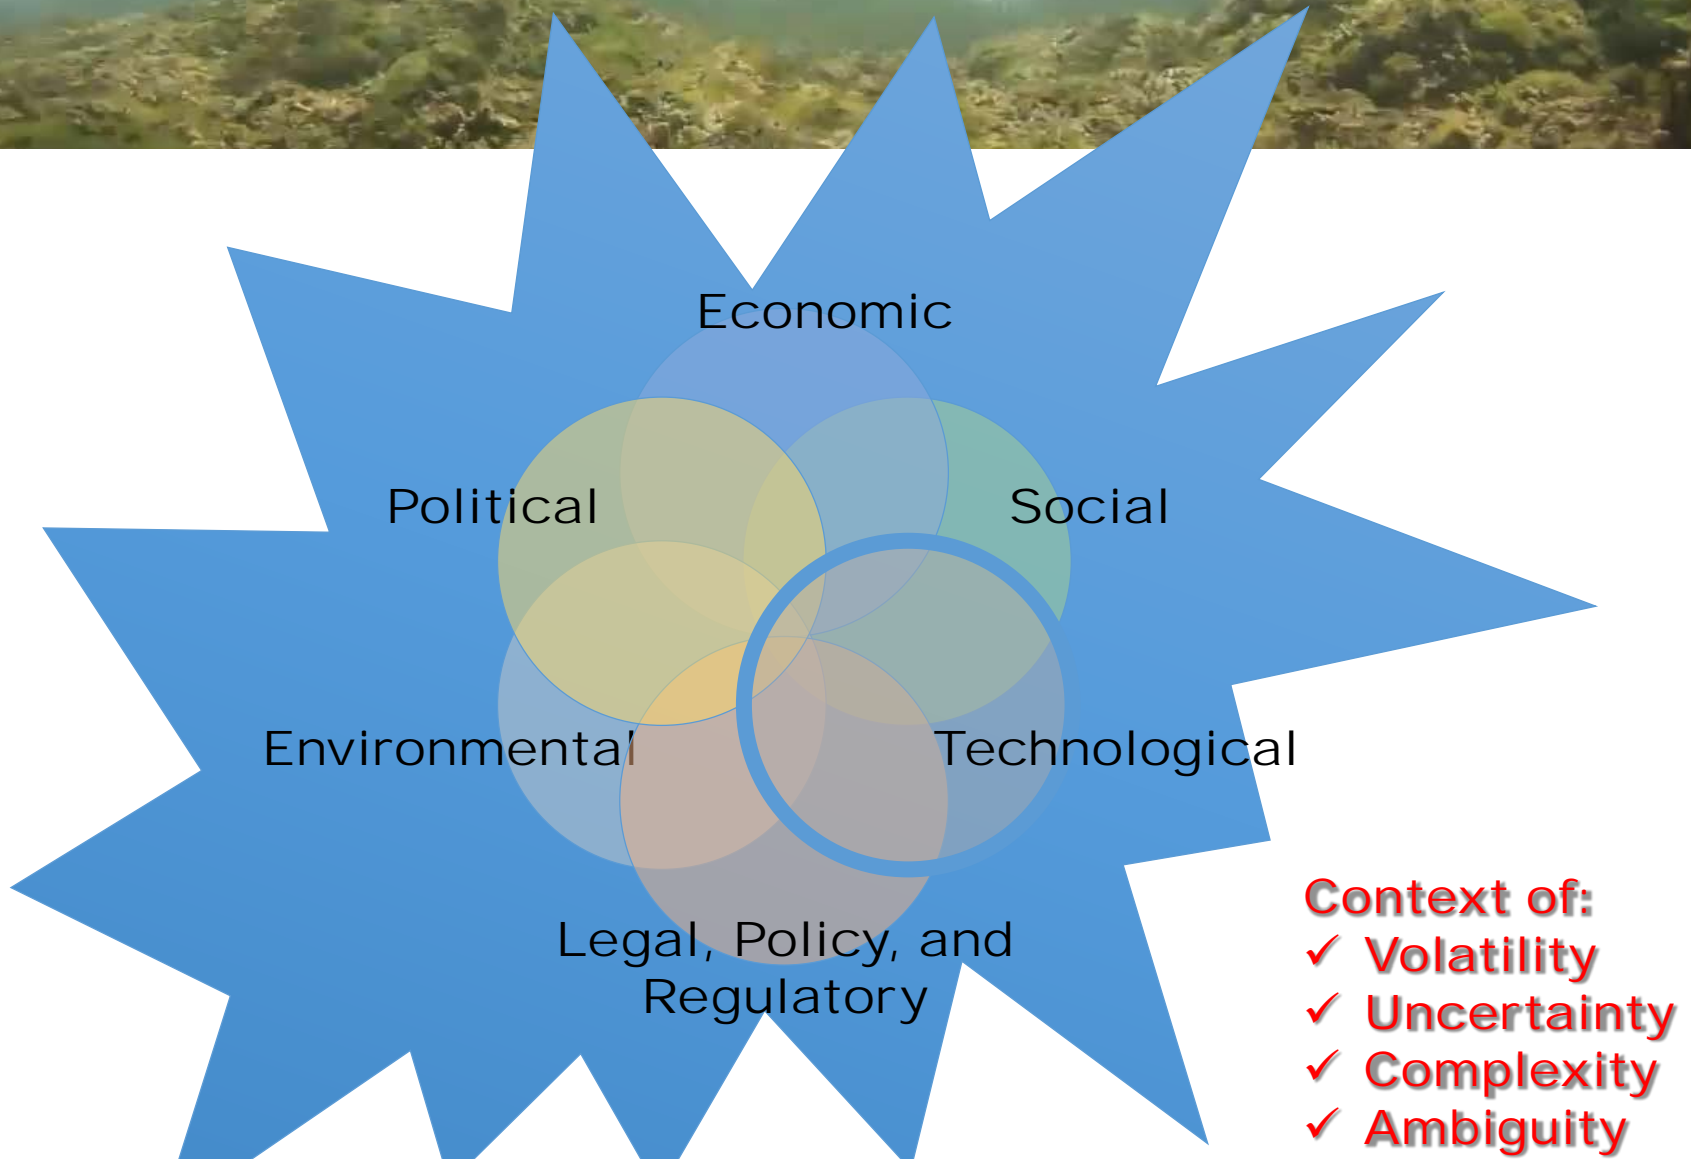 Economic
Political
Social
Environmental
Technological
Legal, Policy, and
Regulatory
Context of:
✓ Volatility
✓ Uncertainty
✓ Complexity
✓ Ambiguity